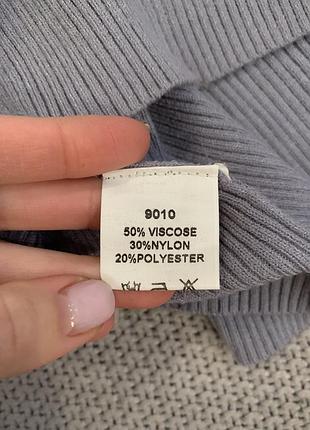 9010
50% VISCOSE
30%NYLON
20%POLYESTER